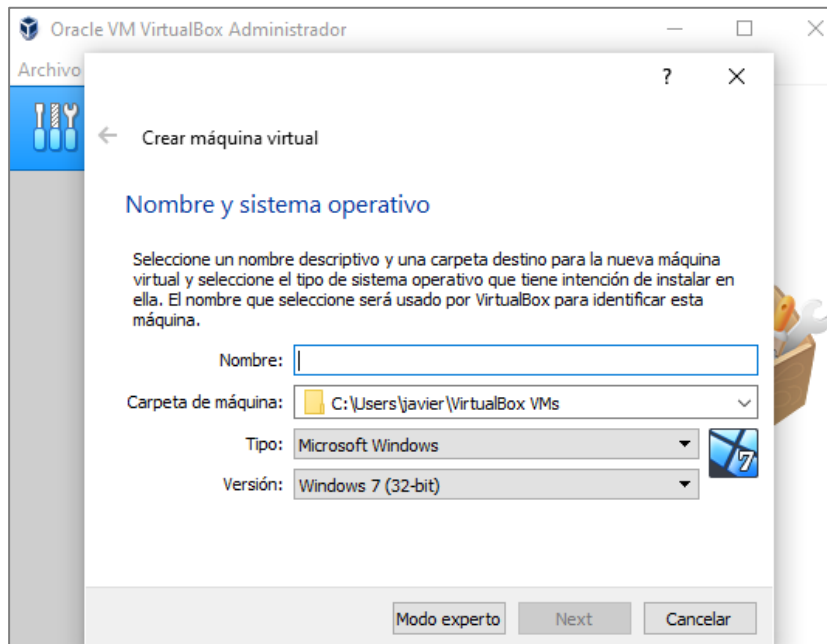 Oracle VM VirtualBox Administrador
Archivo
?
Crear máquina virtual
Nombre y sistema operativo
Seleccione un nombre descriptivo y una carpeta destino para la nueva máquina
virtual y seleccione el tipo de sistema operativo que tiene intención de instalar en
ella. El nombre que seleccione será usado por VirtualBox para identificar esta
máquina.
Nombre:
Carpeta de máquina: C:\Users\javier\VirtualBox VMs
Tipo: Microsoft Windows
7
Versión: Windows 7 (32-bit)
Modo experto Next Cancelar